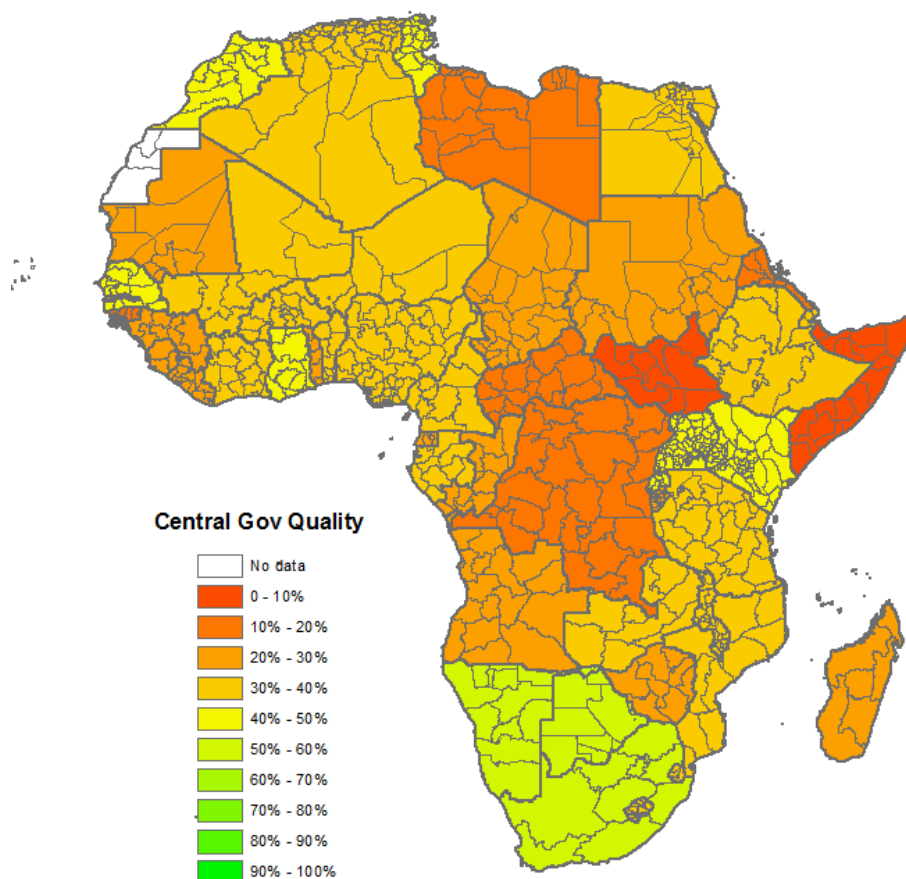 Central Gov Quality
No data
0 - 10%
10% - 20%
20% - 30%
30% - 40%
40% - 50%
50% - 60%
60% - 70%
70% - 80%
80% - 90%
90% - 100%